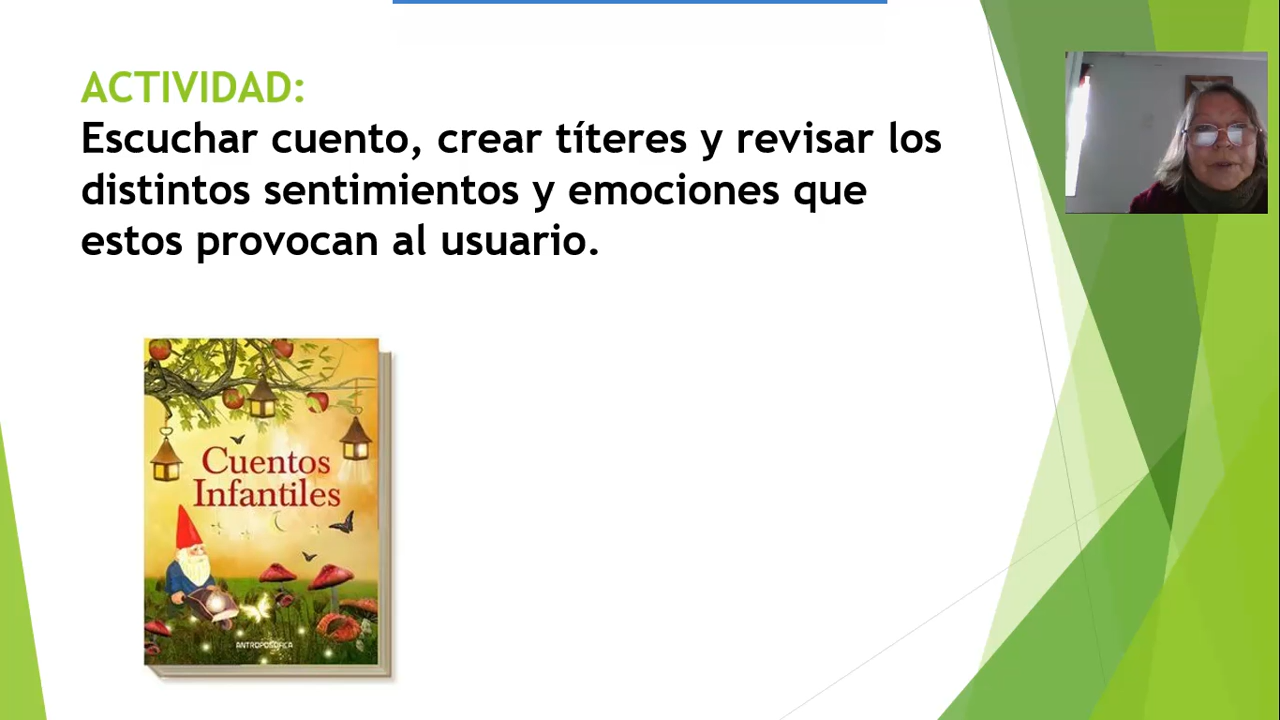 ACTIVIDAD:
Escuchar cuento, crear títeres y revisar los
distintos sentimientos y emociones que
estos provocan al usuario.
Cuentos
Infantiles
ANTROPOSÓFICA